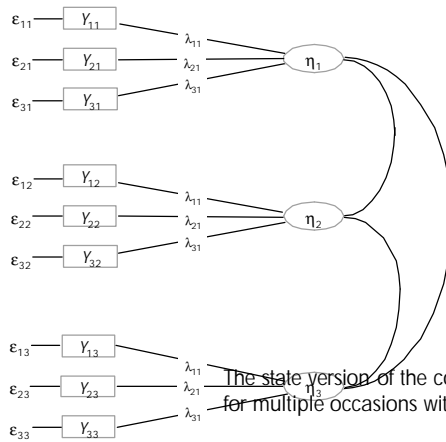 ε11 Y11 λ11
ε21 Y21 λ21 η1
ε31 Y31 λ31
ε12 Y12 λ11
ε22 Y22 λ21 η2
ε32 Y32 λ31
ε13 Y13 λ11
ε23 Y23 λ21 η3
ε33 Y33 λ31
The state version of the
for multiple occasions